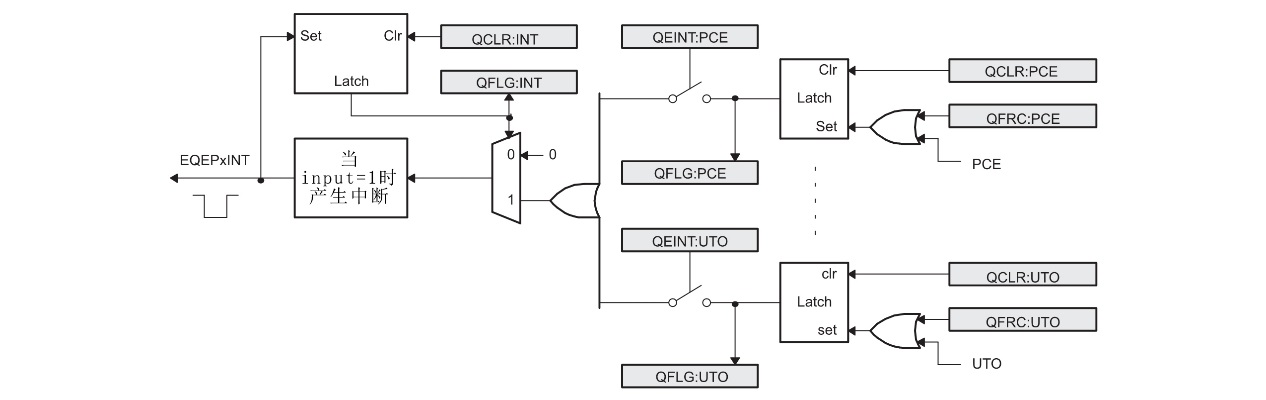 Set
Clr
Latch
QCLR:INT
QFLG:INT
EQEPxINT
当
input=1时
产生中断
0
0
1
QEINT:PCE
QFLG:PCE
Clr
Latch
Set
QCLR:PCE
QFRC:PCE
PCE
QEINT:UTO
QFLG:UTO
clr
Latch
set
QCLR:UTO
QFRC:UTO
UTO